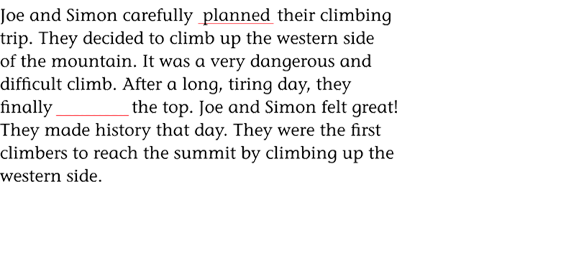 Joe and Simon carefully planned their climbing
trip. They decided to climb up the western side
of the mountain. It was a very dangerous and
difficult climb. After a long, tiring day, they
finally ________ the top. Joe and Simon felt great!
They made history that day. They were the first
climbers to reach the summit by climbing up the
western side.